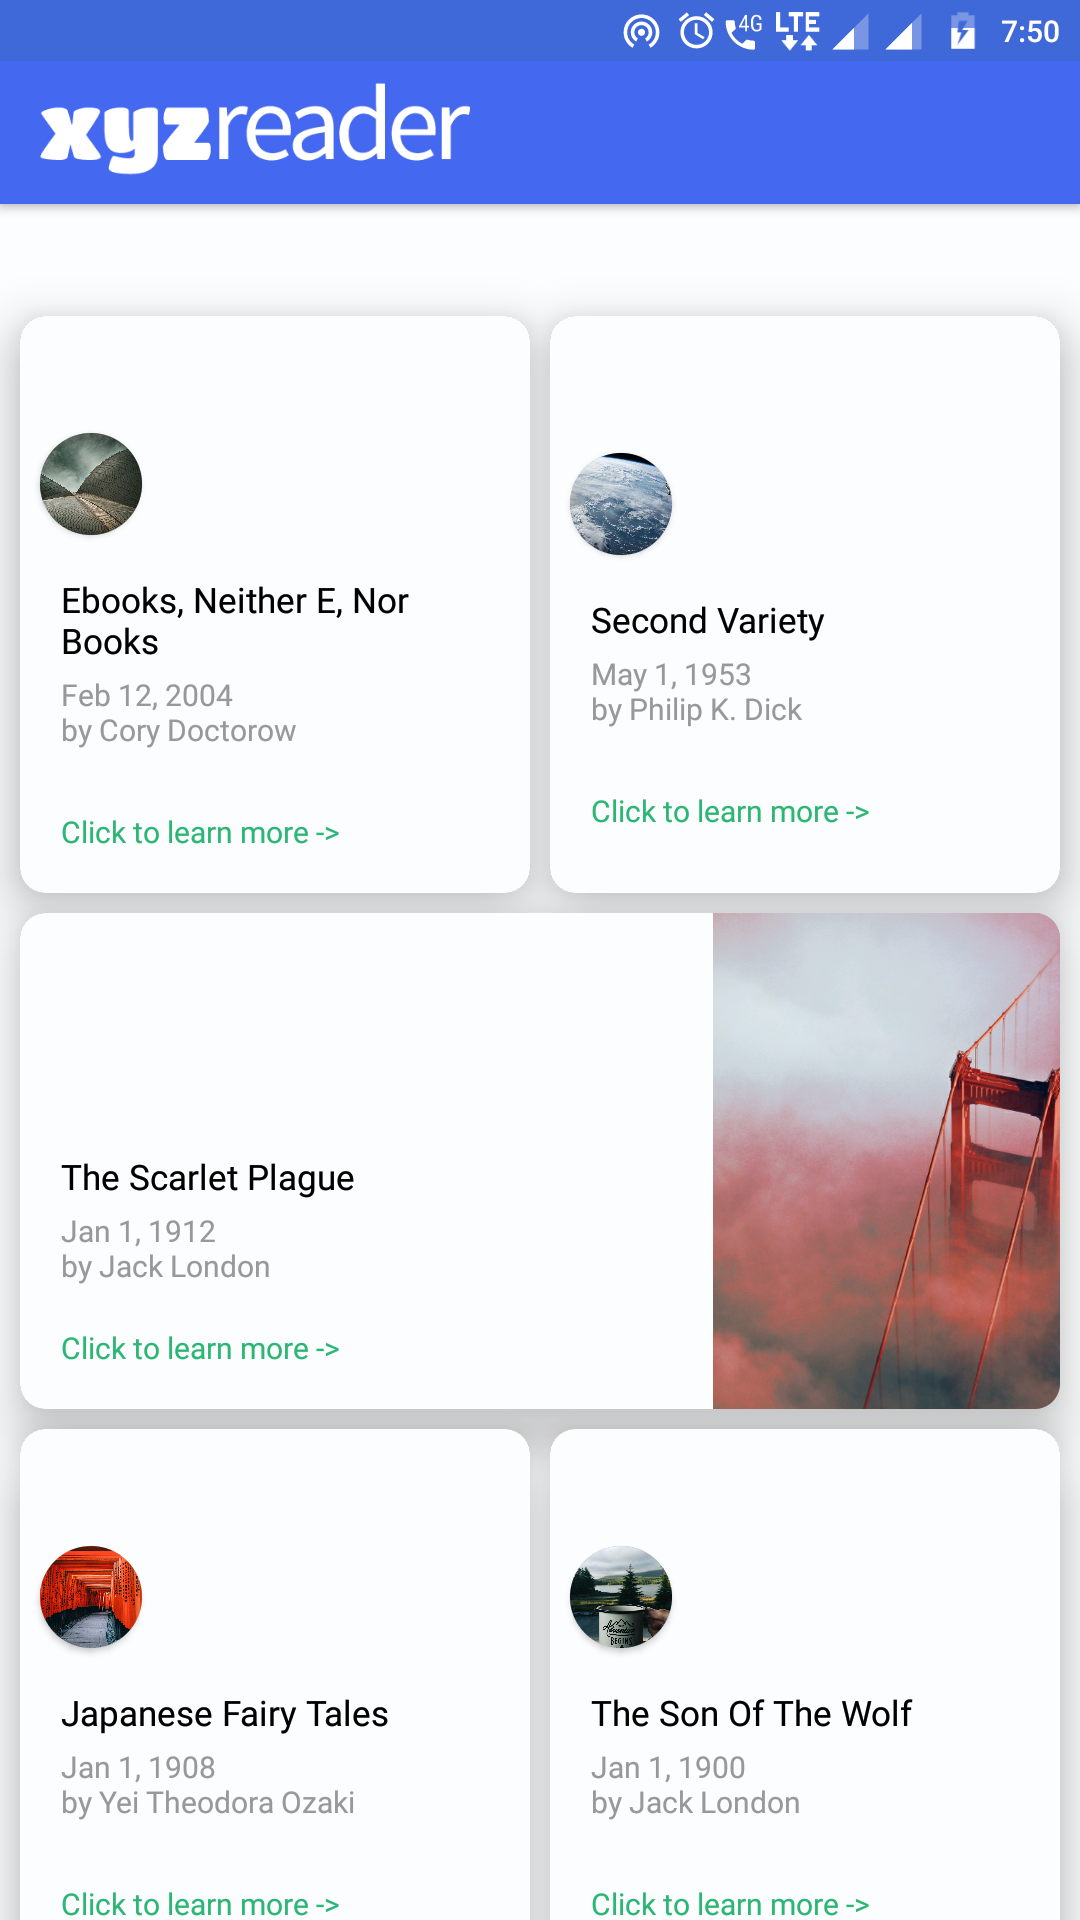 4G LTE 7:50
xyzreader
Ebooks, Neither E, Nor
Books
Feb 12, 2004
by Cory Doctorow
Click to learn more ->
Second Variety
May 1, 1953
by Philip K. Dick
Click to learn more ->
The Scarlet Plague
Jan 1, 1912
by Jack London
Click to learn more ->
Japanese Fairy Tales
Jan 1, 1908
by Yei Theodora Ozaki
Click to learn more ->
The Son Of The Wolf
Jan 1, 1900
by Jack London
Click to learn more ->
Adventure
BEGINS